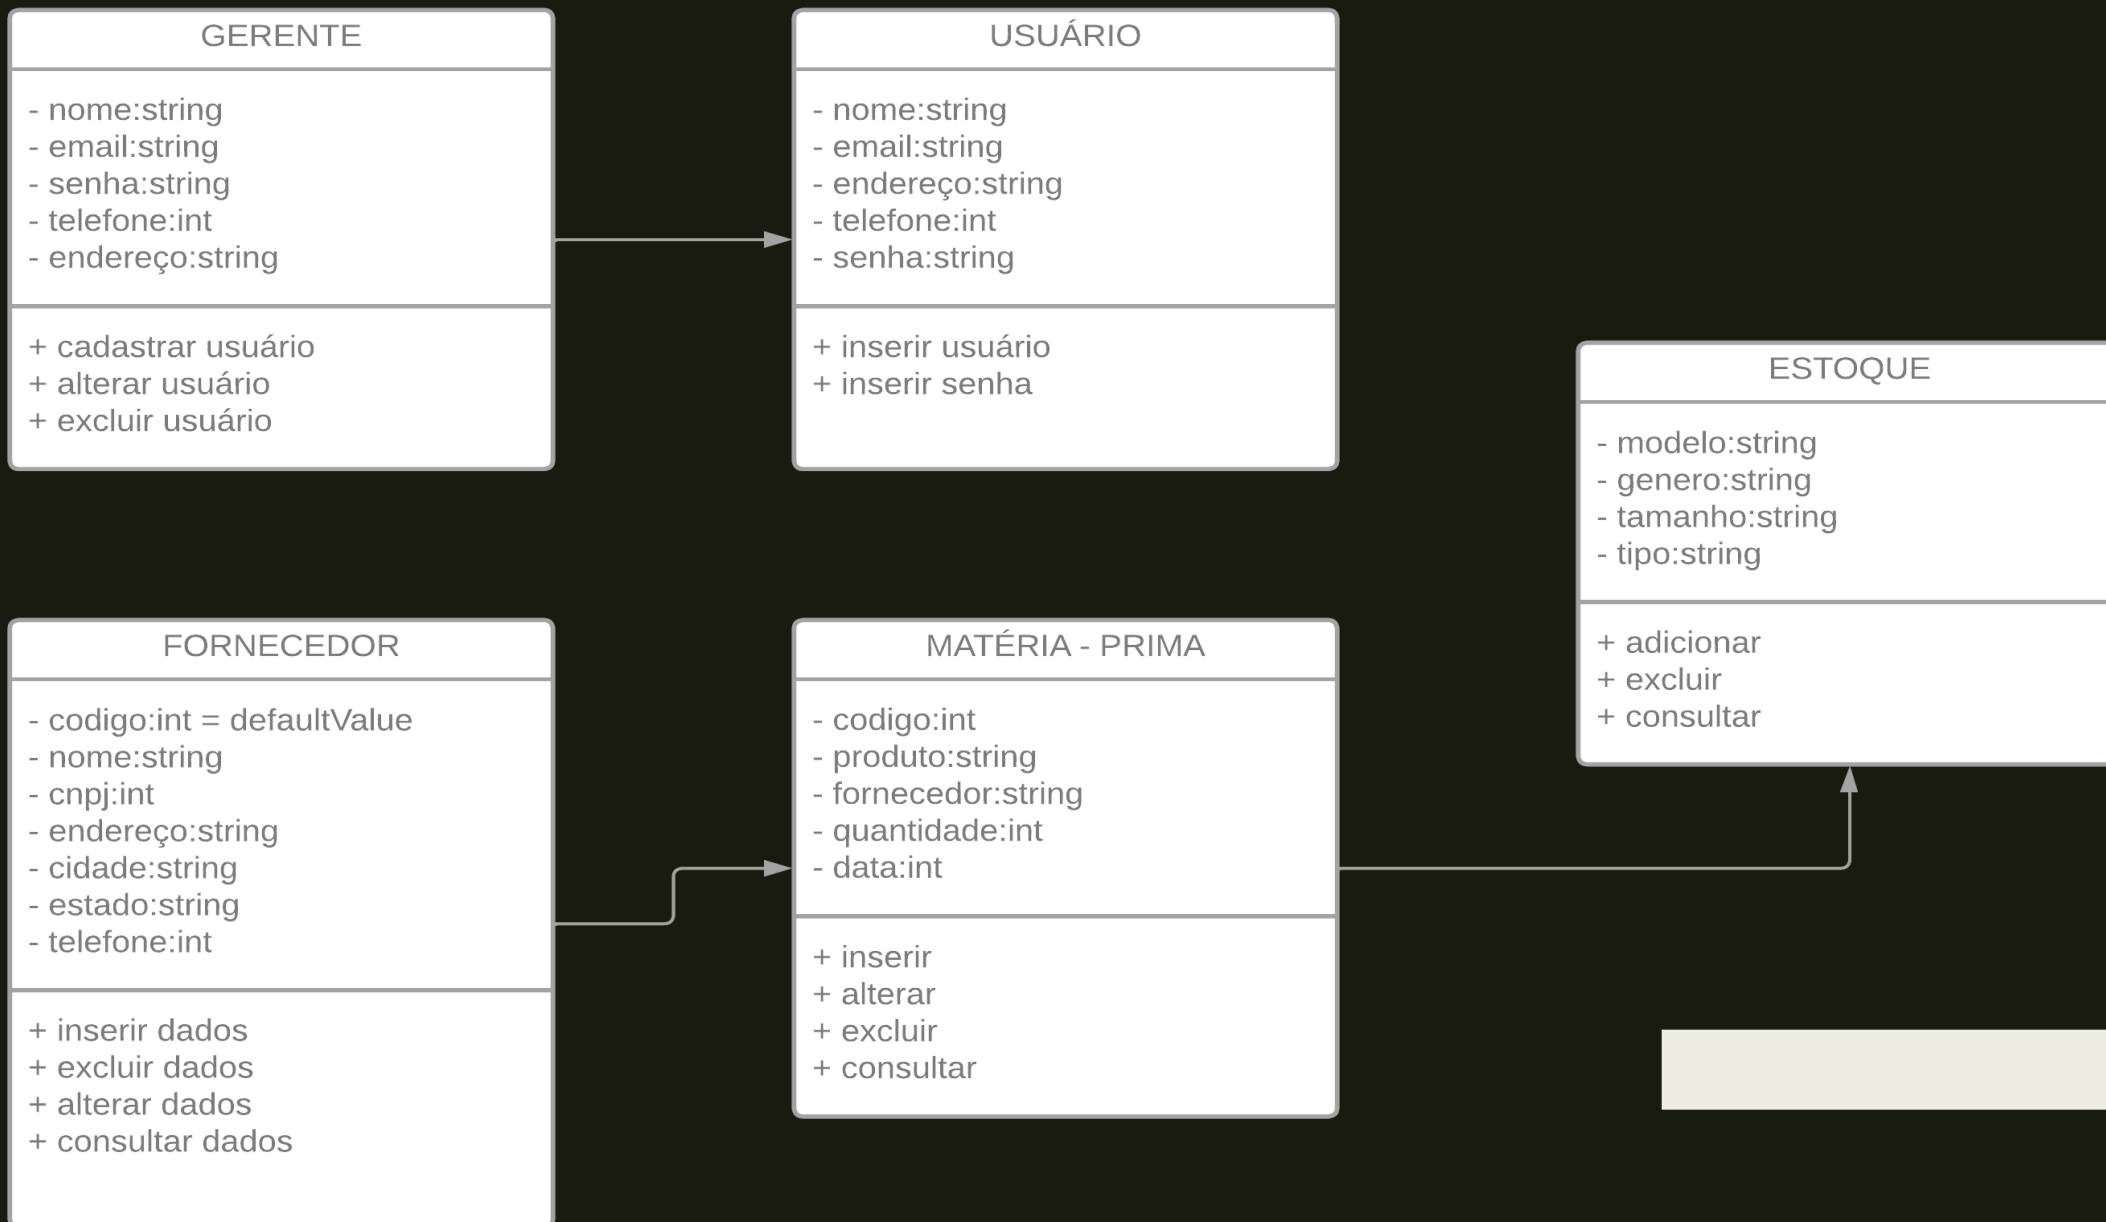 GERENTE
- nome:string
- email:string
- senha:string
- telefone:int
- endereço:string
+ cadastrar usuário
+ alterar usuário
+ excluir usuário
USUÁRIO
- nome:string
- email:string
- endereço:string
- telefone:int
- senha:string
+ inserir usuário
+ inserir senha
ESTOQUE
- modelo:string
- genero:string
- tamanho:string
- tipo:string
+ adicionar
+ excluir
+ consultar
FORNECEDOR
- codigo:int = defaultValue
- nome:string
- cnpj:int
- endereço:string
- cidade:string
- estado:string
- telefone:int
+ inserir dados
+ excluir dados
+ alterar dados
+ consultar dados
MATÉRIA - PRIMA
- codigo:int
- produto:string
- fornecedor:string
- quantidade:int
- data:int
+ inserir
+ alterar
+ excluir
+ consultar